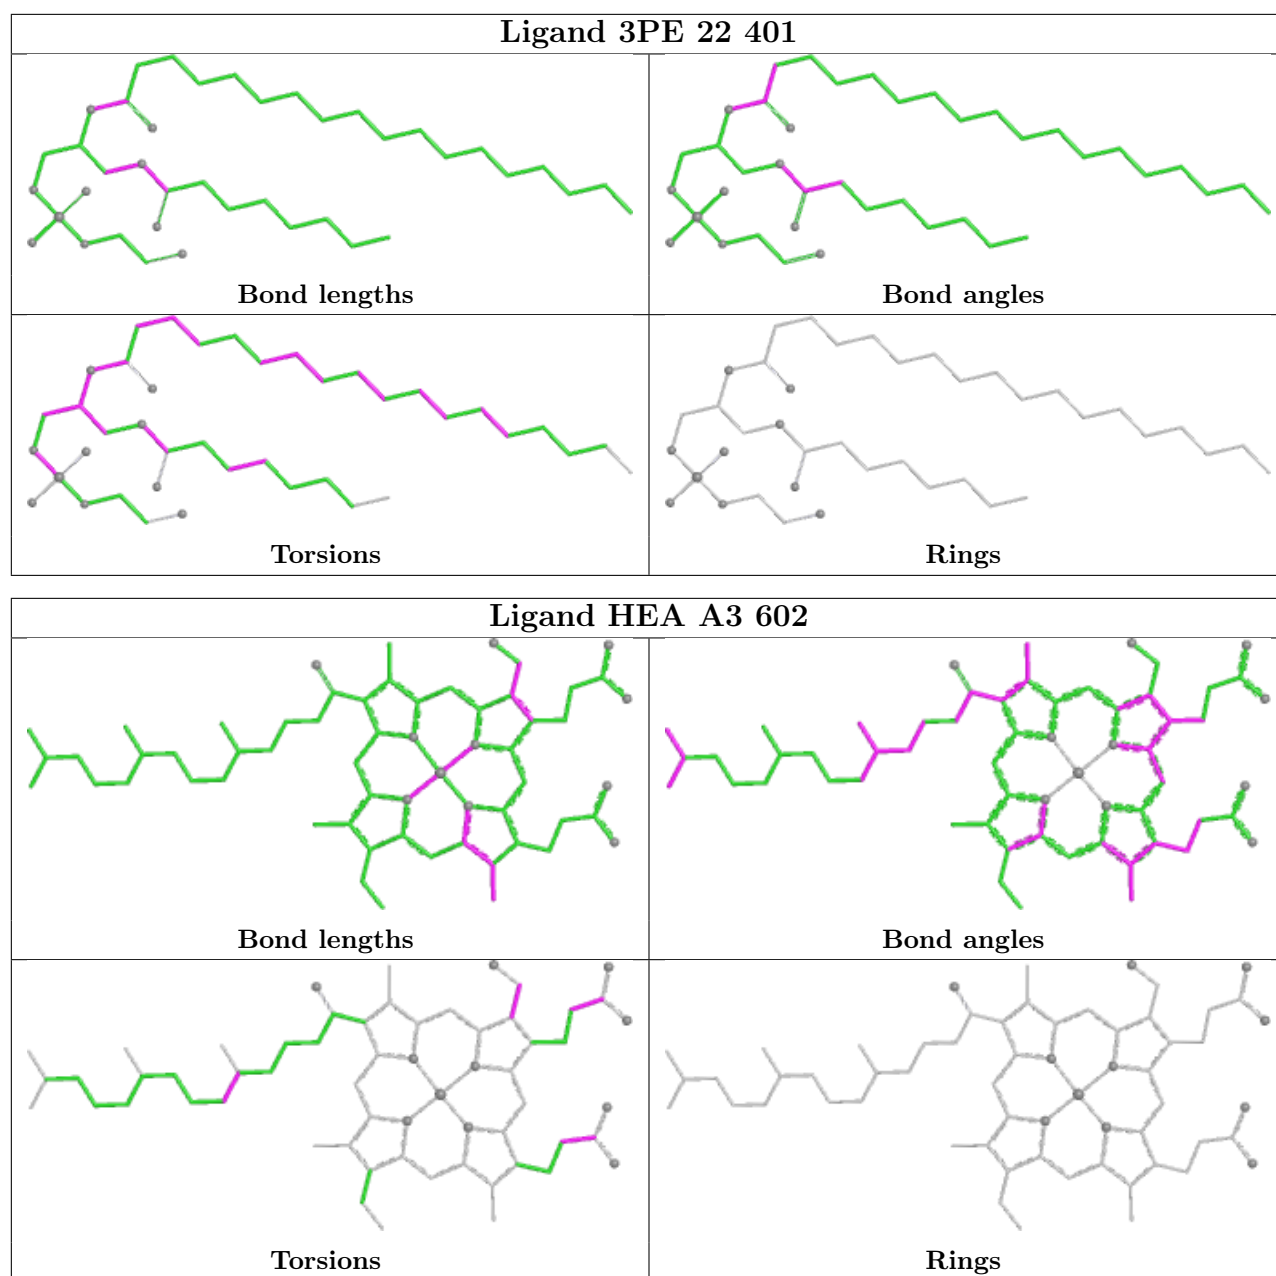 Ligand 3PE 22 401
Bond lengths
Bond angles
Torsions
Rings
Ligand HEA A3 602
Bond lengths
Bond angles
Torsions
Rings